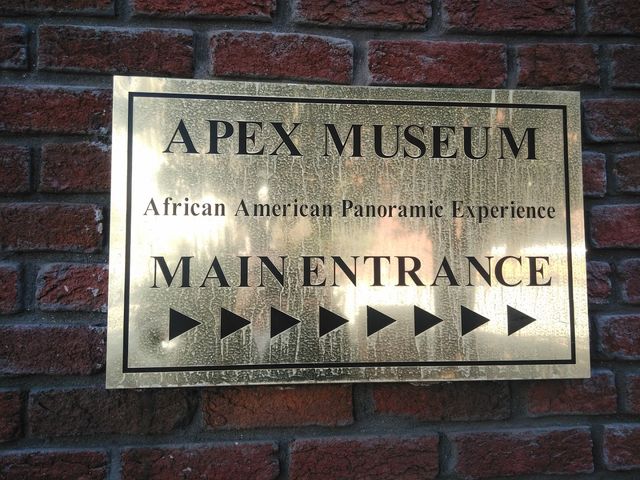 APEX MUSEUM
African American Panoramic Experience
MAIN ENTRANCE